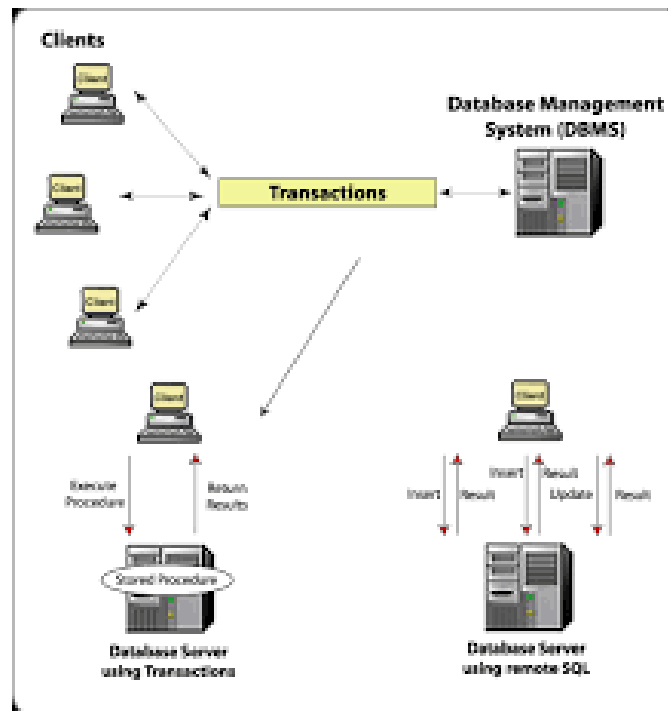 Clients
Client
Database Management
System (DBMS)
Client
Transactions
Client
Client
Client
Execute
Procedure
Return
Results
Insert
Result
Insert
Result
Update
Result
Stored Procedure
Database Server
using Transactions
Database Server
using remote SQL